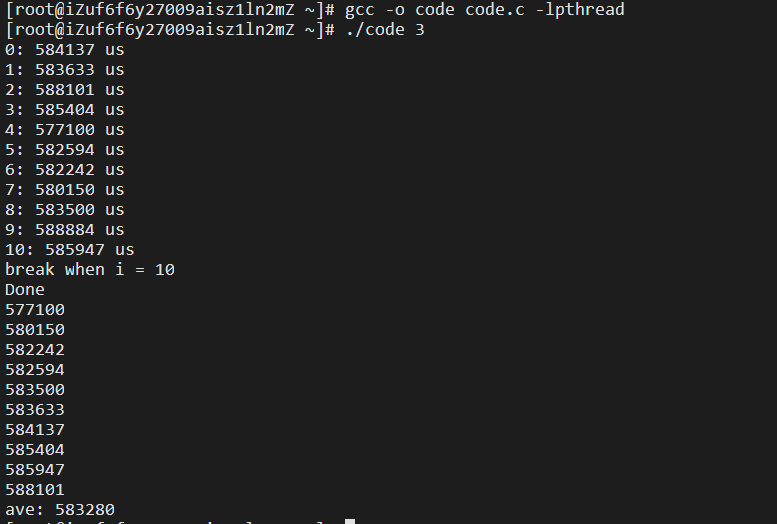 [root@iZuf6f6y27009aisz1ln2mZ ~]# gcc -o code code.c -lpthread
[root@iZuf6f6y27009aisz1ln2mZ ~]# ./code 3
0: 584137 us
1: 583633 us
2: 588101 us
3: 585404 us
4: 577100 us
5: 582594 us
6: 582242 us
7: 580150 us
8: 583500 us
9: 588884 us
10: 585947 us
break when i = 10
Done
577100
580150
582242
582594
583500
583633
584137
585404
585947
588101
ave: 583280